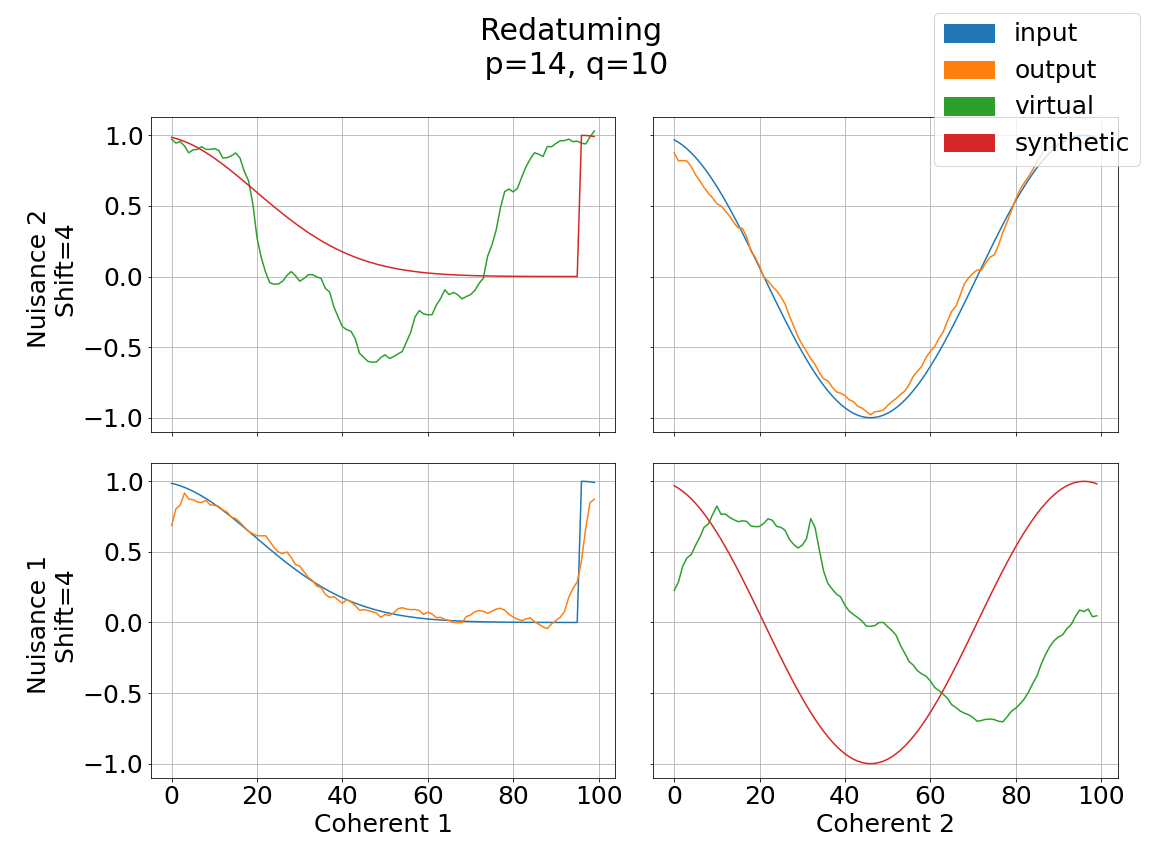 Redatuming
p=14, q=10
input
output
virtual
synthetic
Nuisance 2
Shift=4
1.0
0.5
0.0
−0.5
−1.0
Nuisance 1
Shift=4
1.0
0.5
0.0
−0.5
−1.0
0 20 40 60 80 100
Coherent 1
0 20 40 60 80 100
Coherent 2